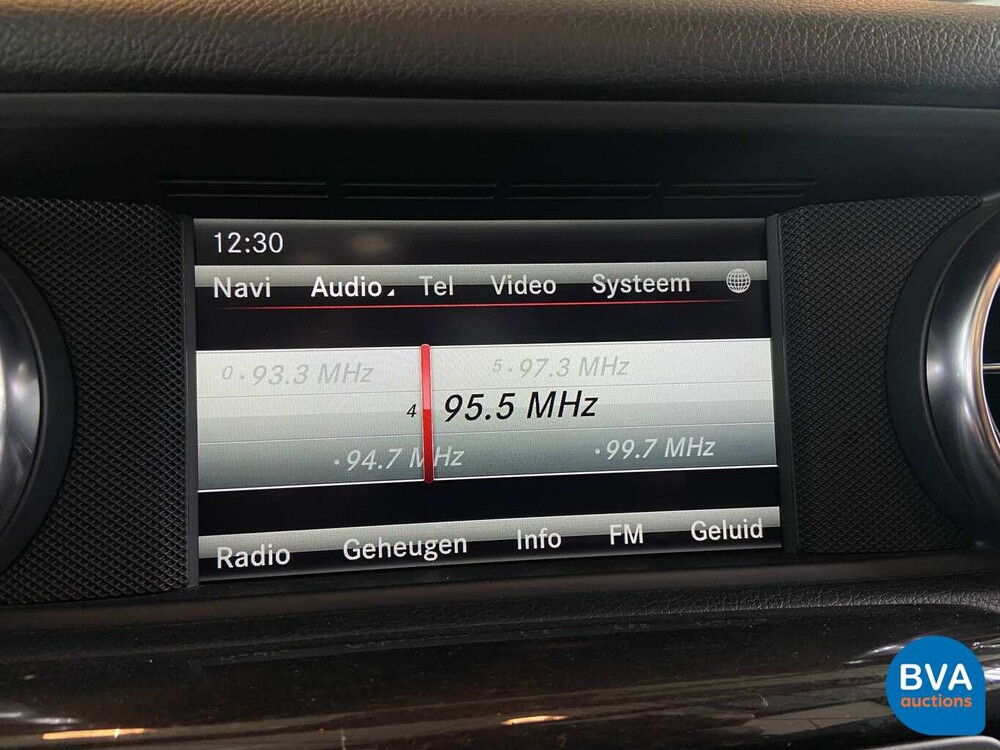 12:30
Navi Audio Tel Video Systeem
0 · 93.3 MHz 5 · 97.3 MHz
4 95.5 MHz
· 94.7 MHz · 99.7 MHz
Radio Geheugen Info FM Geluid
BVA
auctions